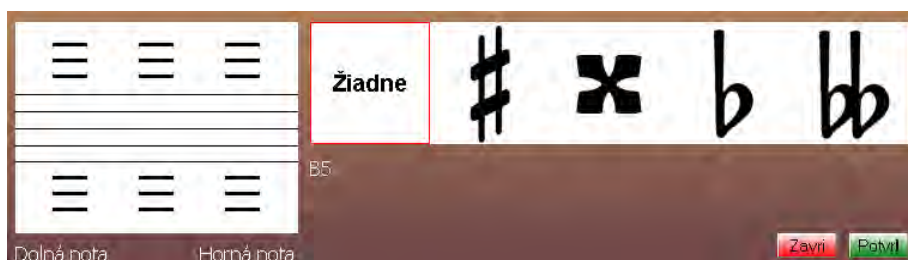 Žiadne
B5
Dolná nota
Horná nota
Zavri
Potvrď